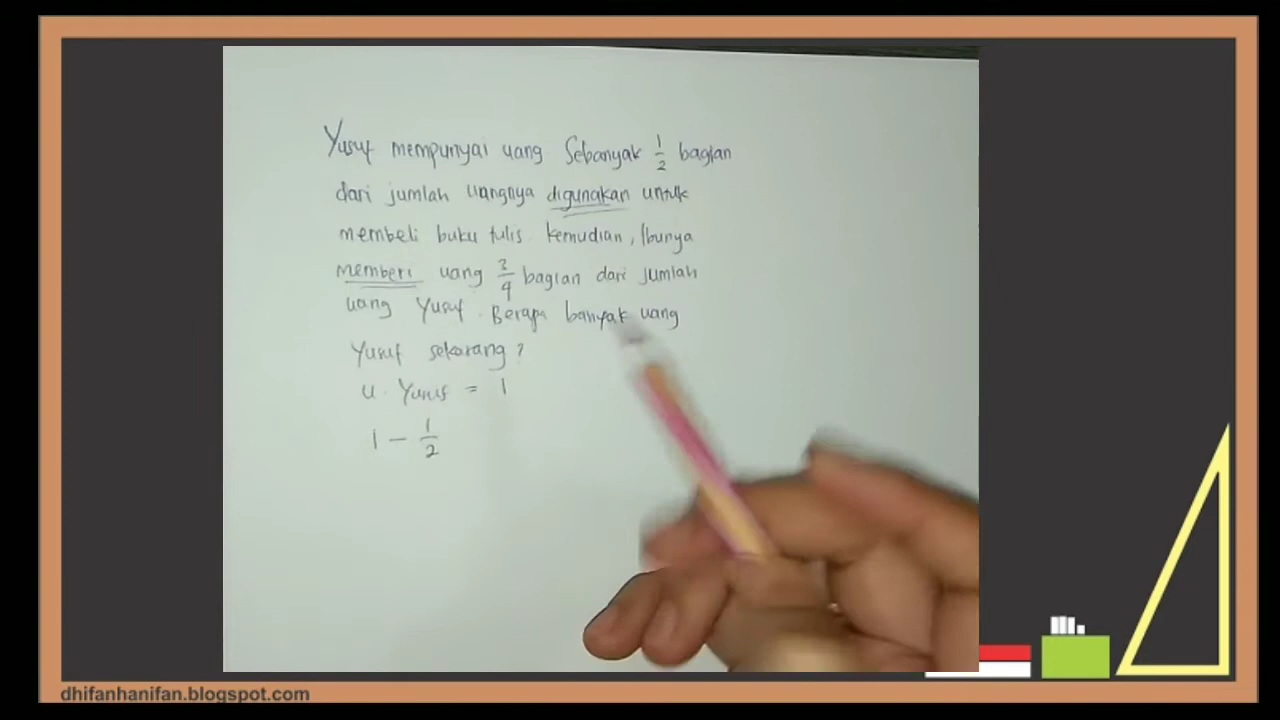 Yusuf mempunyai uang Sebanyak 1/2 bagian
dari jumlah uangnya digunakan untuk
membeli buku tulis kemudian, Ibunya
memberi uang 3/4 bagian dari jumlah
uang Yusuf. Berapa banyak uang
Yusuf sekarang?
u. Yusuf = 1
1 - 1/2
dhifanhanifan.blogspot.com